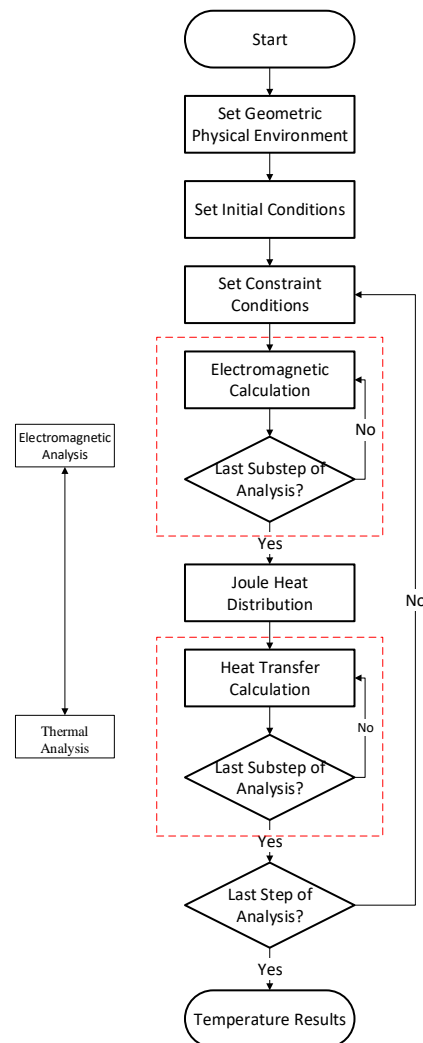 Start
Set Geometric
Physical Environment
Set Initial Conditions
Set Constraint
Conditions
Electromagnetic
Calculation
No
Electromagnetic
Analysis
Last Substep of
Analysis?
Yes
Joule Heat
Distribution
No
Heat Transfer
Calculation
No
Thermal
Analysis
Last Substep of
Analysis?
Yes
Last Step of
Analysis?
Yes
Temperature Results